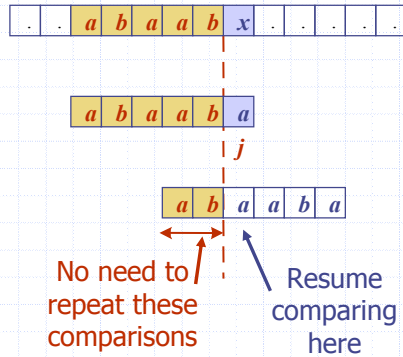 . . a b a a b x . . . . .
a b a a b a
j
a b a a b a
No need to
repeat these
comparisons
Resume
comparing
here